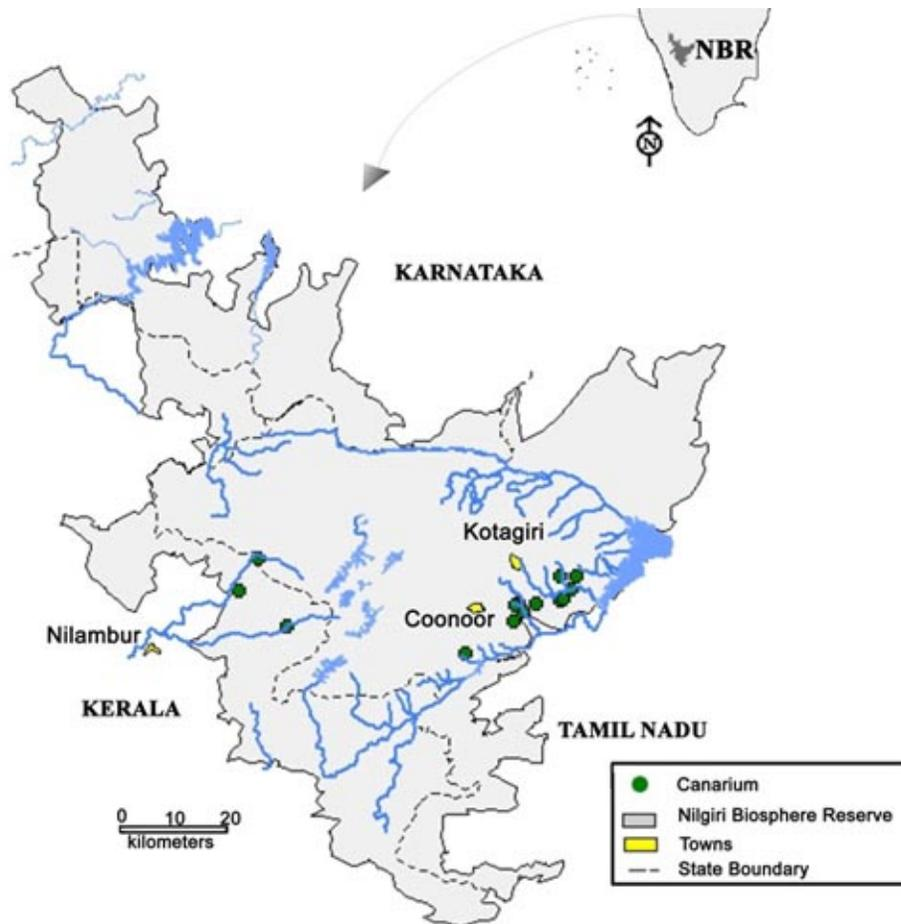 NBR
N
KARNATAKA
Kotagiri
Coonoor
Nilambur
KERALA
TAMIL NADU
0 10 20
kilometers
Canarium
Nilgiri Biosphere Reserve
Towns
State Boundary